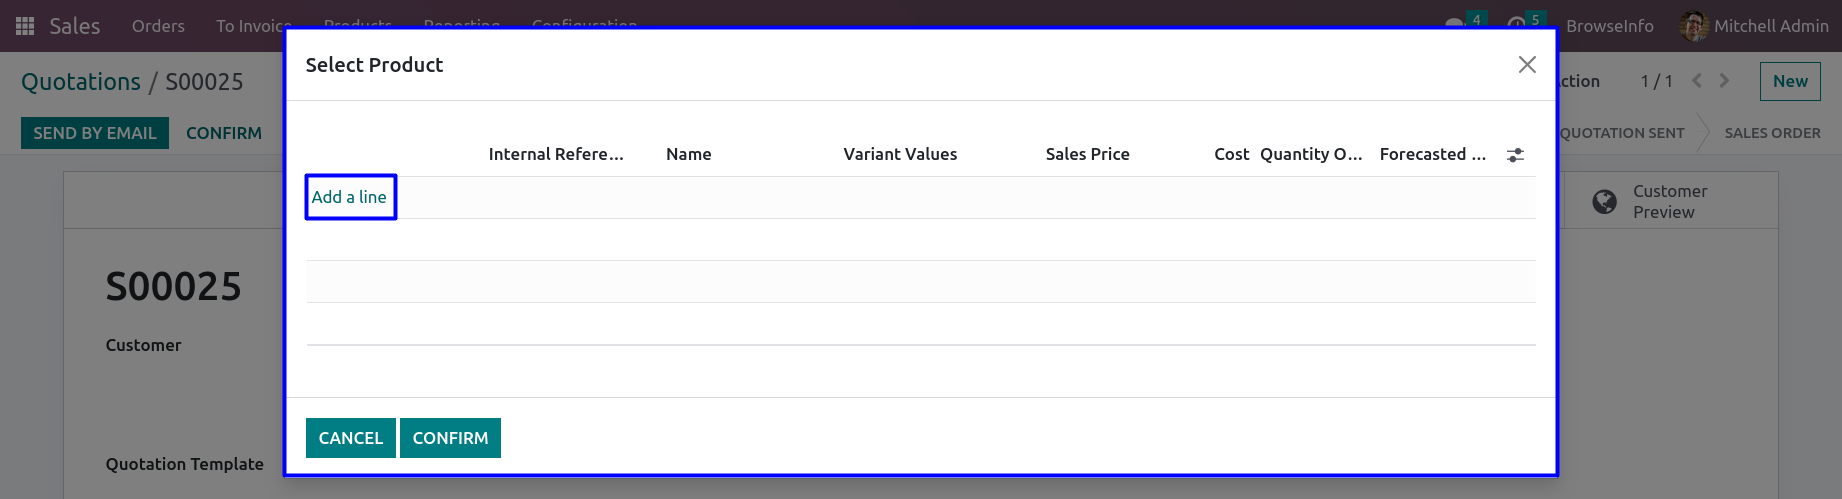 Sales Orders To Invoice Products Reporting Configuration 4 5 BrowseInfo Mitchell Admin
Select Product
Quotations / S00025
ction 1 / 1 New
SEND BY EMAIL CONFIRM
QUOTATION SENT SALES ORDER
Internal Refere... Name Variant Values Sales Price Cost Quantity O... Forecasted ...
Add a line
Customer
Preview
S00025
Customer
CANCEL CONFIRM
Quotation Template